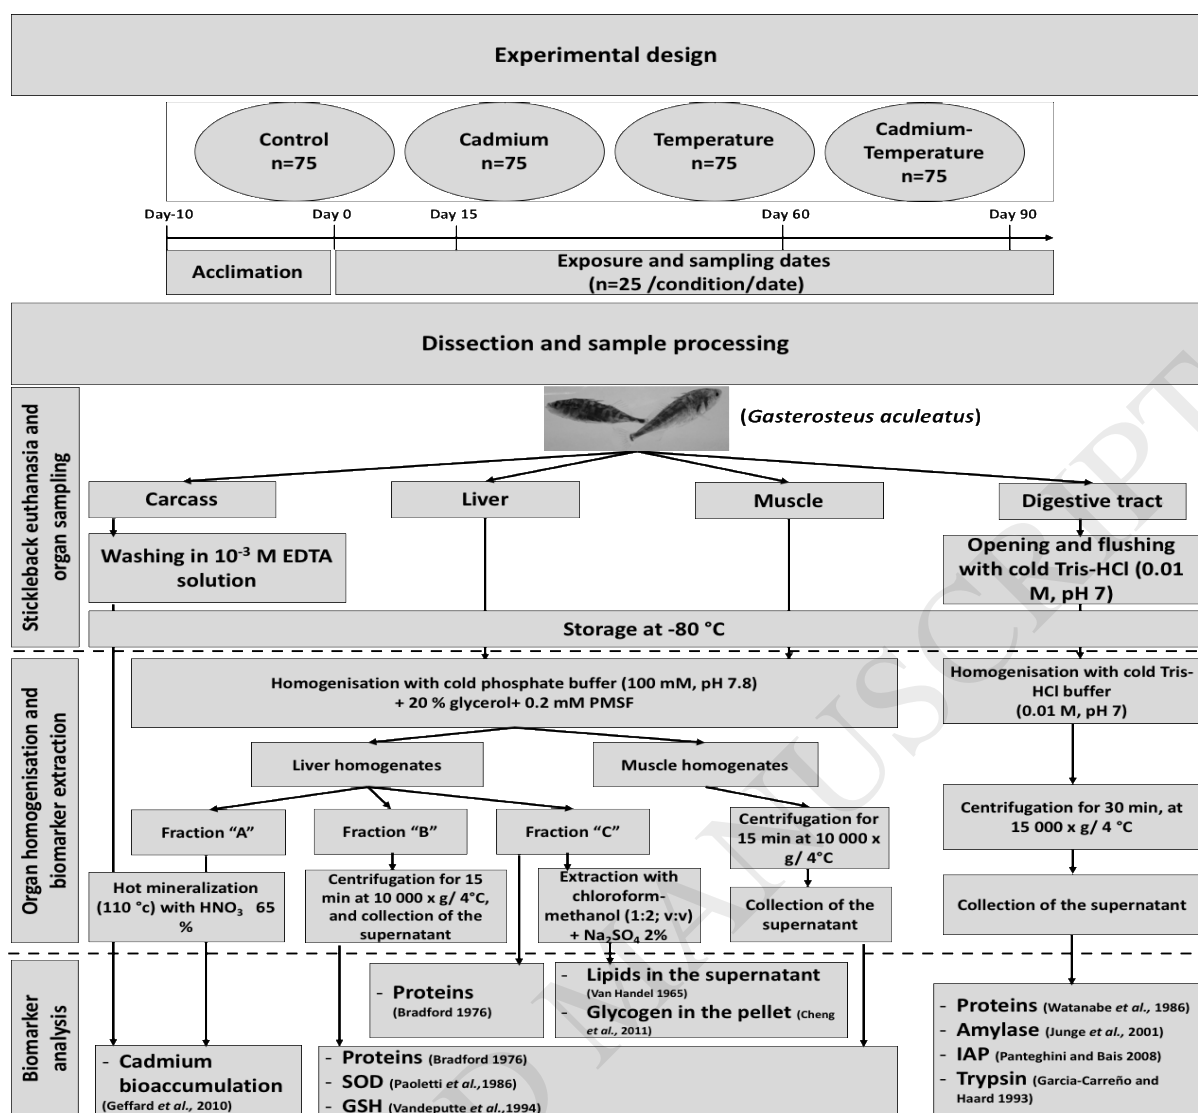 Experimental design
Control
n=75
Cadmium
n=75
Temperature
n=75
Cadmium-
Temperature
n=75
Day-10
Day 0
Day 15
Day 60
Day 90
Acclimation
Exposure and sampling dates
(n=25 /condition/date)
Dissection and sample processing
Stickleback euthanasia and
organ sampling
(Gasterosteus aculeatus)
Carcass
Liver
Muscle
Digestive tract
Washing in 10⁻³ M EDTA
solution
Opening and flushing
with cold Tris-HCl (0.01
M, pH 7)
Storage at -80 °C
Organ homogenisation and
biomarker extraction
Homogenisation with cold phosphate buffer (100 mM, pH 7.8)
+ 20 % glycerol+ 0.2 mM PMSF
Homogenisation with cold Tris-
HCl buffer
(0.01 M, pH 7)
Liver homogenates
Muscle homogenates
Fraction “A”
Fraction “B”
Fraction “C”
Centrifugation for
15 min at 10 000 x
g/ 4°C
Centrifugation for 30 min, at
15 000 x g/ 4 °C
Hot mineralization
(110 °c) with HNO₃ 65
%
Centrifugation for 15
min at 10 000 x g/ 4°C,
and collection of the
supernatant
Extraction with
chloroform-
methanol (1:2; v:v)
+ Na₂SO₄ 2%
Collection of the
supernatant
Collection of the supernatant
Biomarker
analysis
- Proteins
(Bradford 1976)
- Lipids in the supernatant
(Van Handel 1965)
- Glycogen in the pellet (Cheng
et al., 2011)
- Cadmium
bioaccumulation
(Geffard et al., 2010)
- Proteins (Bradford 1976)
- SOD (Paoletti et al.,1986)
- GSH (Vandeputte et al.,1994)
- Proteins (Watanabe et al., 1986)
- Amylase (Junge et al., 2001)
- IAP (Panteghini and Bais 2008)
- Trypsin (Garcia-Carreño and
Haard 1993)
D MANUSCRIPT